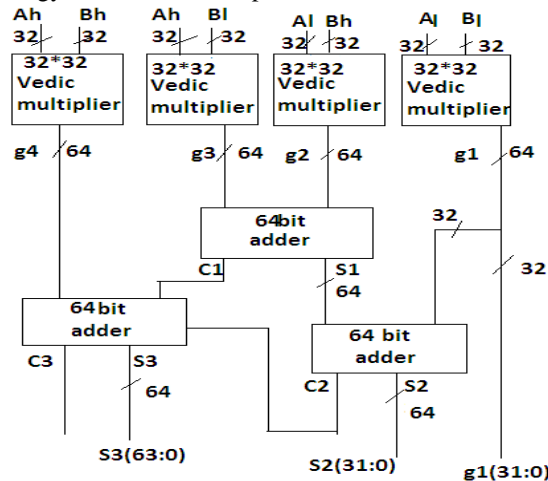 Ah Bh Ah Bl Al Bh Al Bl
32 32 32 32 32 32 32 32
32*32 32*32 32*32 32*32
Vedic Vedic Vedic Vedic
multiplier multiplier multiplier multiplier
g4 64 g3 64 g2 64 g1 64
64bit
adder
32
C1 S1
64
32
64bit
adder
64 bit
adder
C3 S3
64
C2 S2
64
S3(63:0) S2(31:0) g1(31:0)